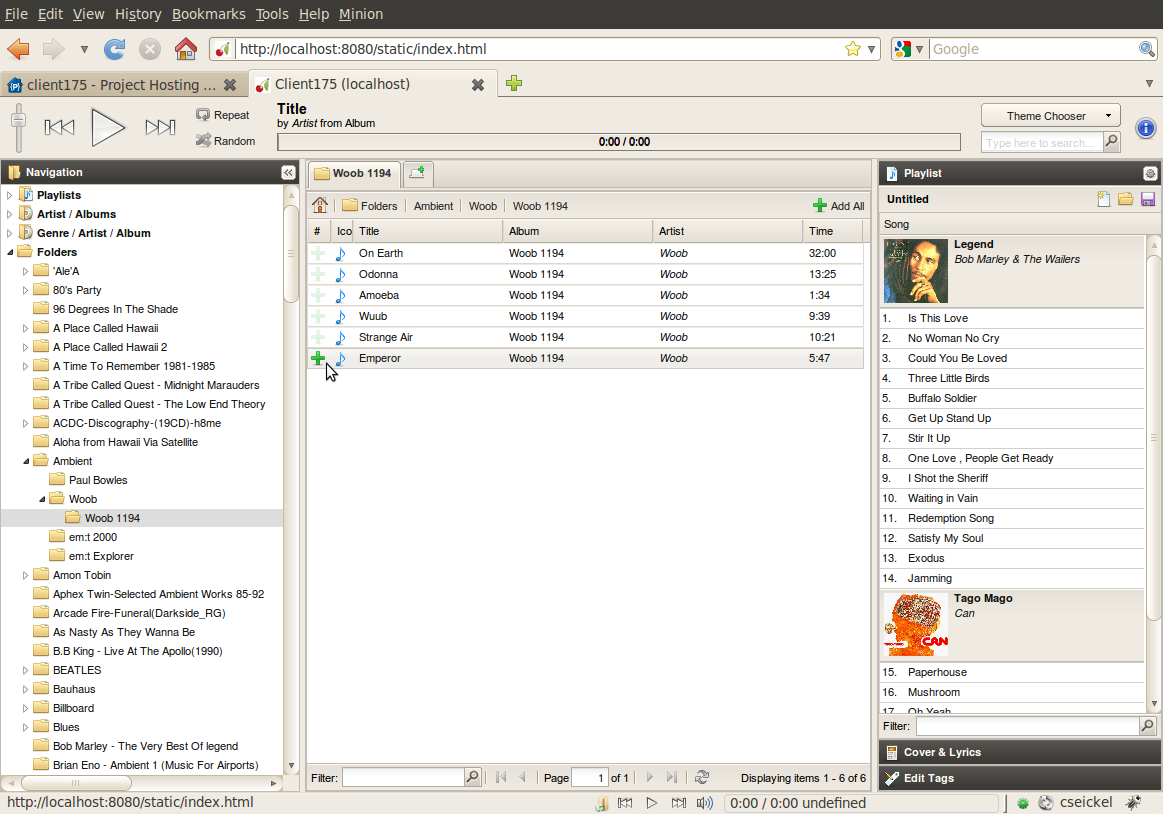 File Edit View History Bookmarks Tools Help Minion
http://localhost:8080/static/index.html
Google
client175 - Project Hosting ...
Client175 (localhost)
Repeat
Random
Title
by Artist from Album
0:00 / 0:00
Theme Chooser
Type here to search...
Navigation
Playlists
Artist / Albums
Genre / Artist / Album
Folders
'Ale'A
80's Party
96 Degrees In The Shade
A Place Called Hawaii
A Place Called Hawaii 2
A Time To Remember 1981-1985
A Tribe Called Quest - Midnight Marauders
A Tribe Called Quest - The Low End Theory
ACDC-Discography-(19CD)-h8me
Aloha from Hawaii Via Satellite
Ambient
Paul Bowles
Woob
Woob 1194
em:t 2000
em:t Explorer
Amon Tobin
Aphex Twin-Selected Ambient Works 85-92
Arcade Fire-Funeral(Darkside_RG)
As Nasty As They Wanna Be
B.B King - Live At The Apollo(1990)
BEATLES
Bauhaus
Billboard
Blues
Bob Marley - The Very Best Of legend
Brian Eno - Ambient 1 (Music For Airports)
Woob 1194
Folders Ambient Woob Woob 1194 Add All
# Ico Title Album Artist Time
On Earth Woob 1194 Woob 32:00
Odonna Woob 1194 Woob 13:25
Amoeba Woob 1194 Woob 1:34
Wuub Woob 1194 Woob 9:39
Strange Air Woob 1194 Woob 10:21
Emperor Woob 1194 Woob 5:47
Filter: Page 1 of 1 Displaying items 1 - 6 of 6
Playlist
Untitled
Song
Legend
Bob Marley & The Wailers
1. Is This Love
2. No Woman No Cry
3. Could You Be Loved
4. Three Little Birds
5. Buffalo Soldier
6. Get Up Stand Up
7. Stir It Up
8. One Love , People Get Ready
9. I Shot the Sheriff
10. Waiting in Vain
11. Redemption Song
12. Satisfy My Soul
13. Exodus
14. Jamming
Tago Mago
Can
CAN
15. Paperhouse
16. Mushroom
17. Oh Yeah
Filter:
Cover & Lyrics
Edit Tags
http://localhost:8080/static/index.html
0:00 / 0:00 undefined
cseickel